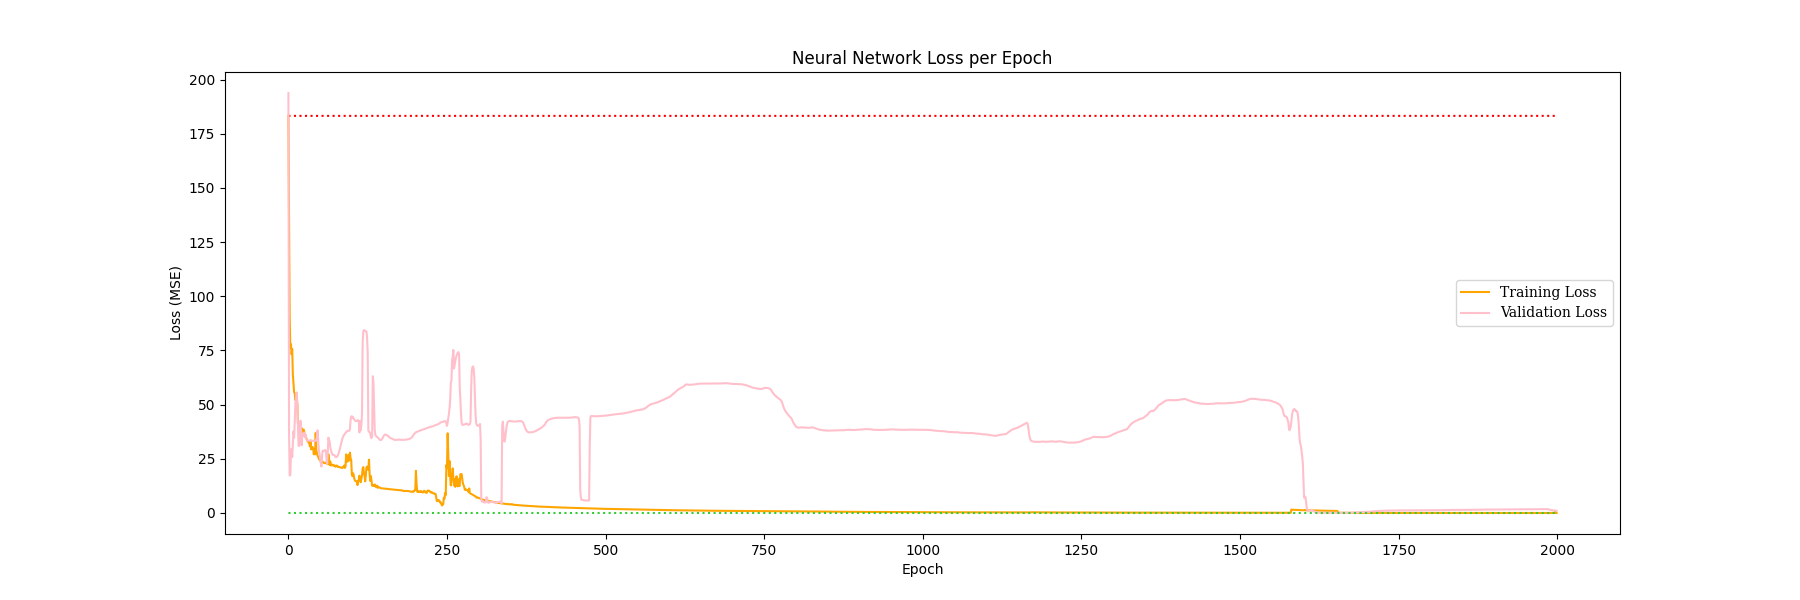 Neural Network Loss per Epoch
200
175
150
125
100
75
50
25
0
Loss (MSE)
Training Loss
Validation Loss
0 250 500 750 1000 1250 1500 1750 2000
Epoch